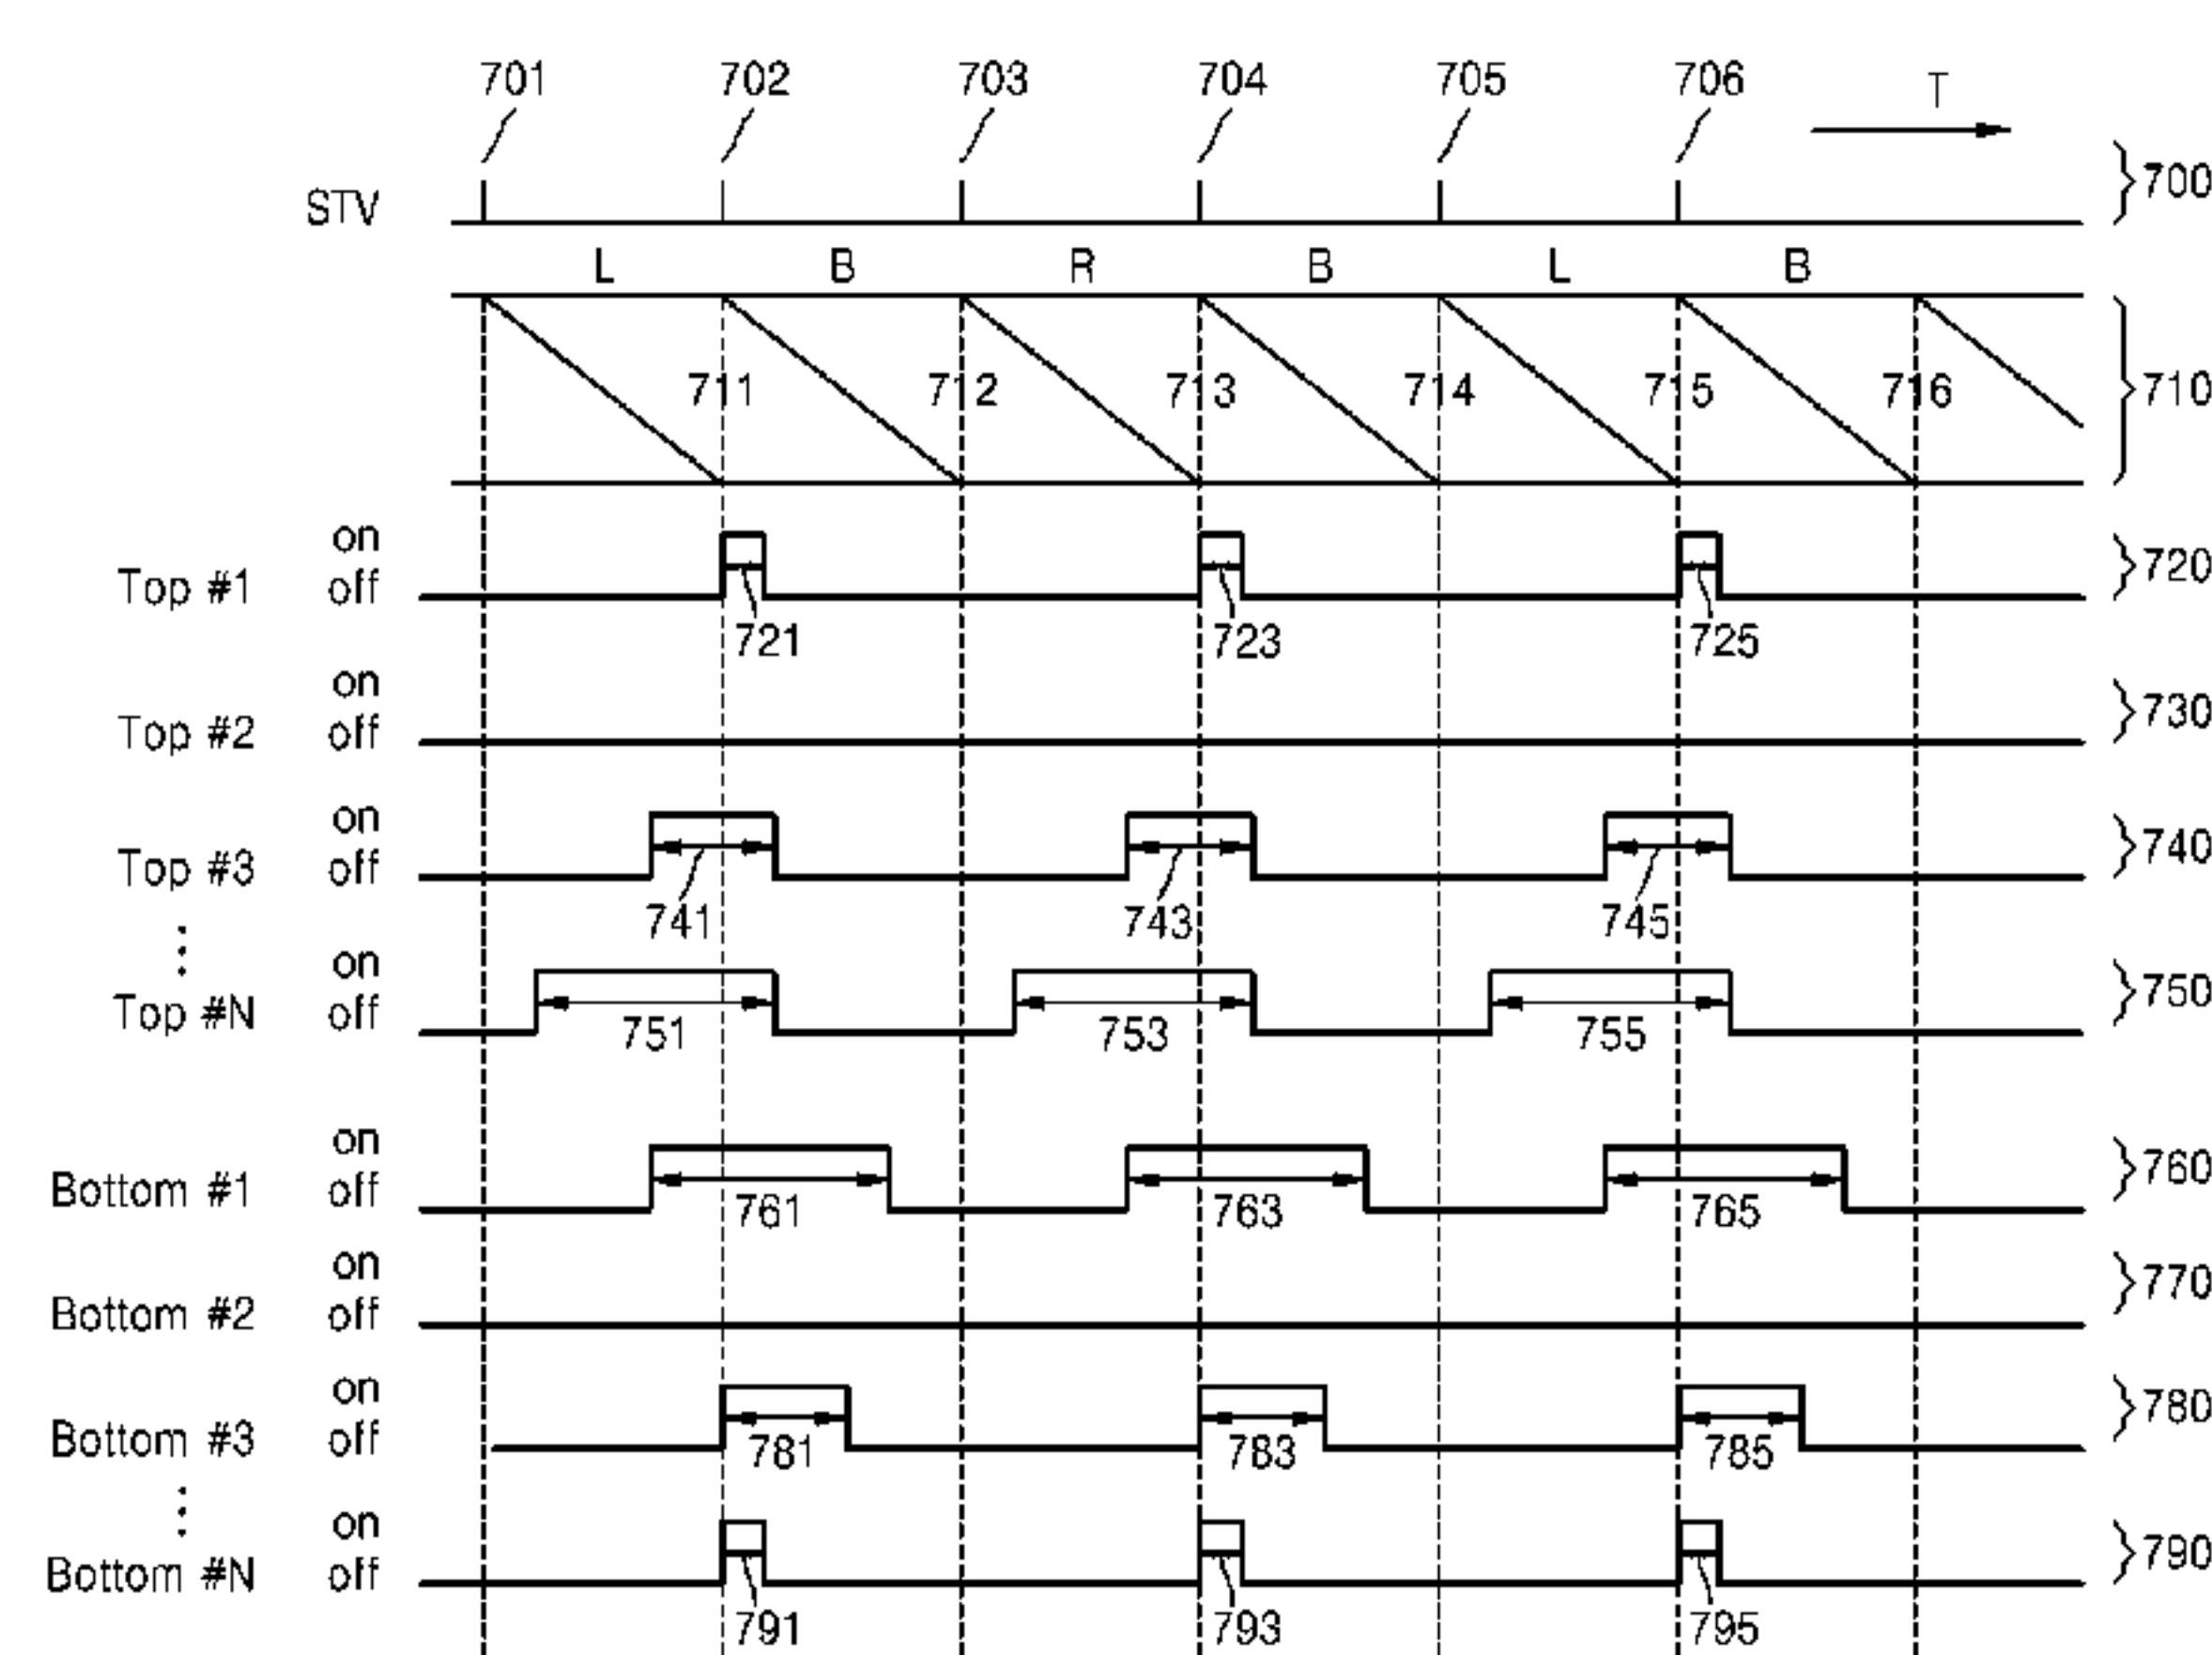 701 702 703 704 705 706 T
STV 700
L B R B L B
711 712 713 714 715 716 710
on
Top #1 off 720
721 723 725
on
Top #2 off 730
on
Top #3 off 740
741 743 745
⋮
on
Top #N off 750
751 753 755
on
Bottom #1 off 760
761 763 765
on
Bottom #2 off 770
on
Bottom #3 off 780
781 783 785
⋮
on
Bottom #N off 790
791 793 795